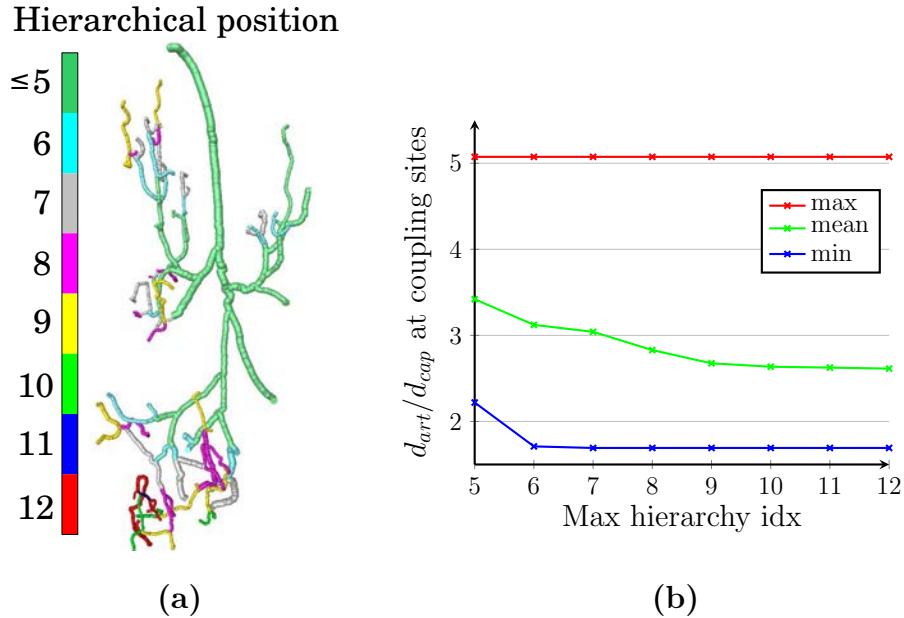 Hierarchical position
≤5
6
7
8
9
10
11
12
(a)
d_art/d_cap at coupling sites
5
4
3
2
max
mean
min
5 6 7 8 9 10 11 12
Max hierarchy idx
(b)